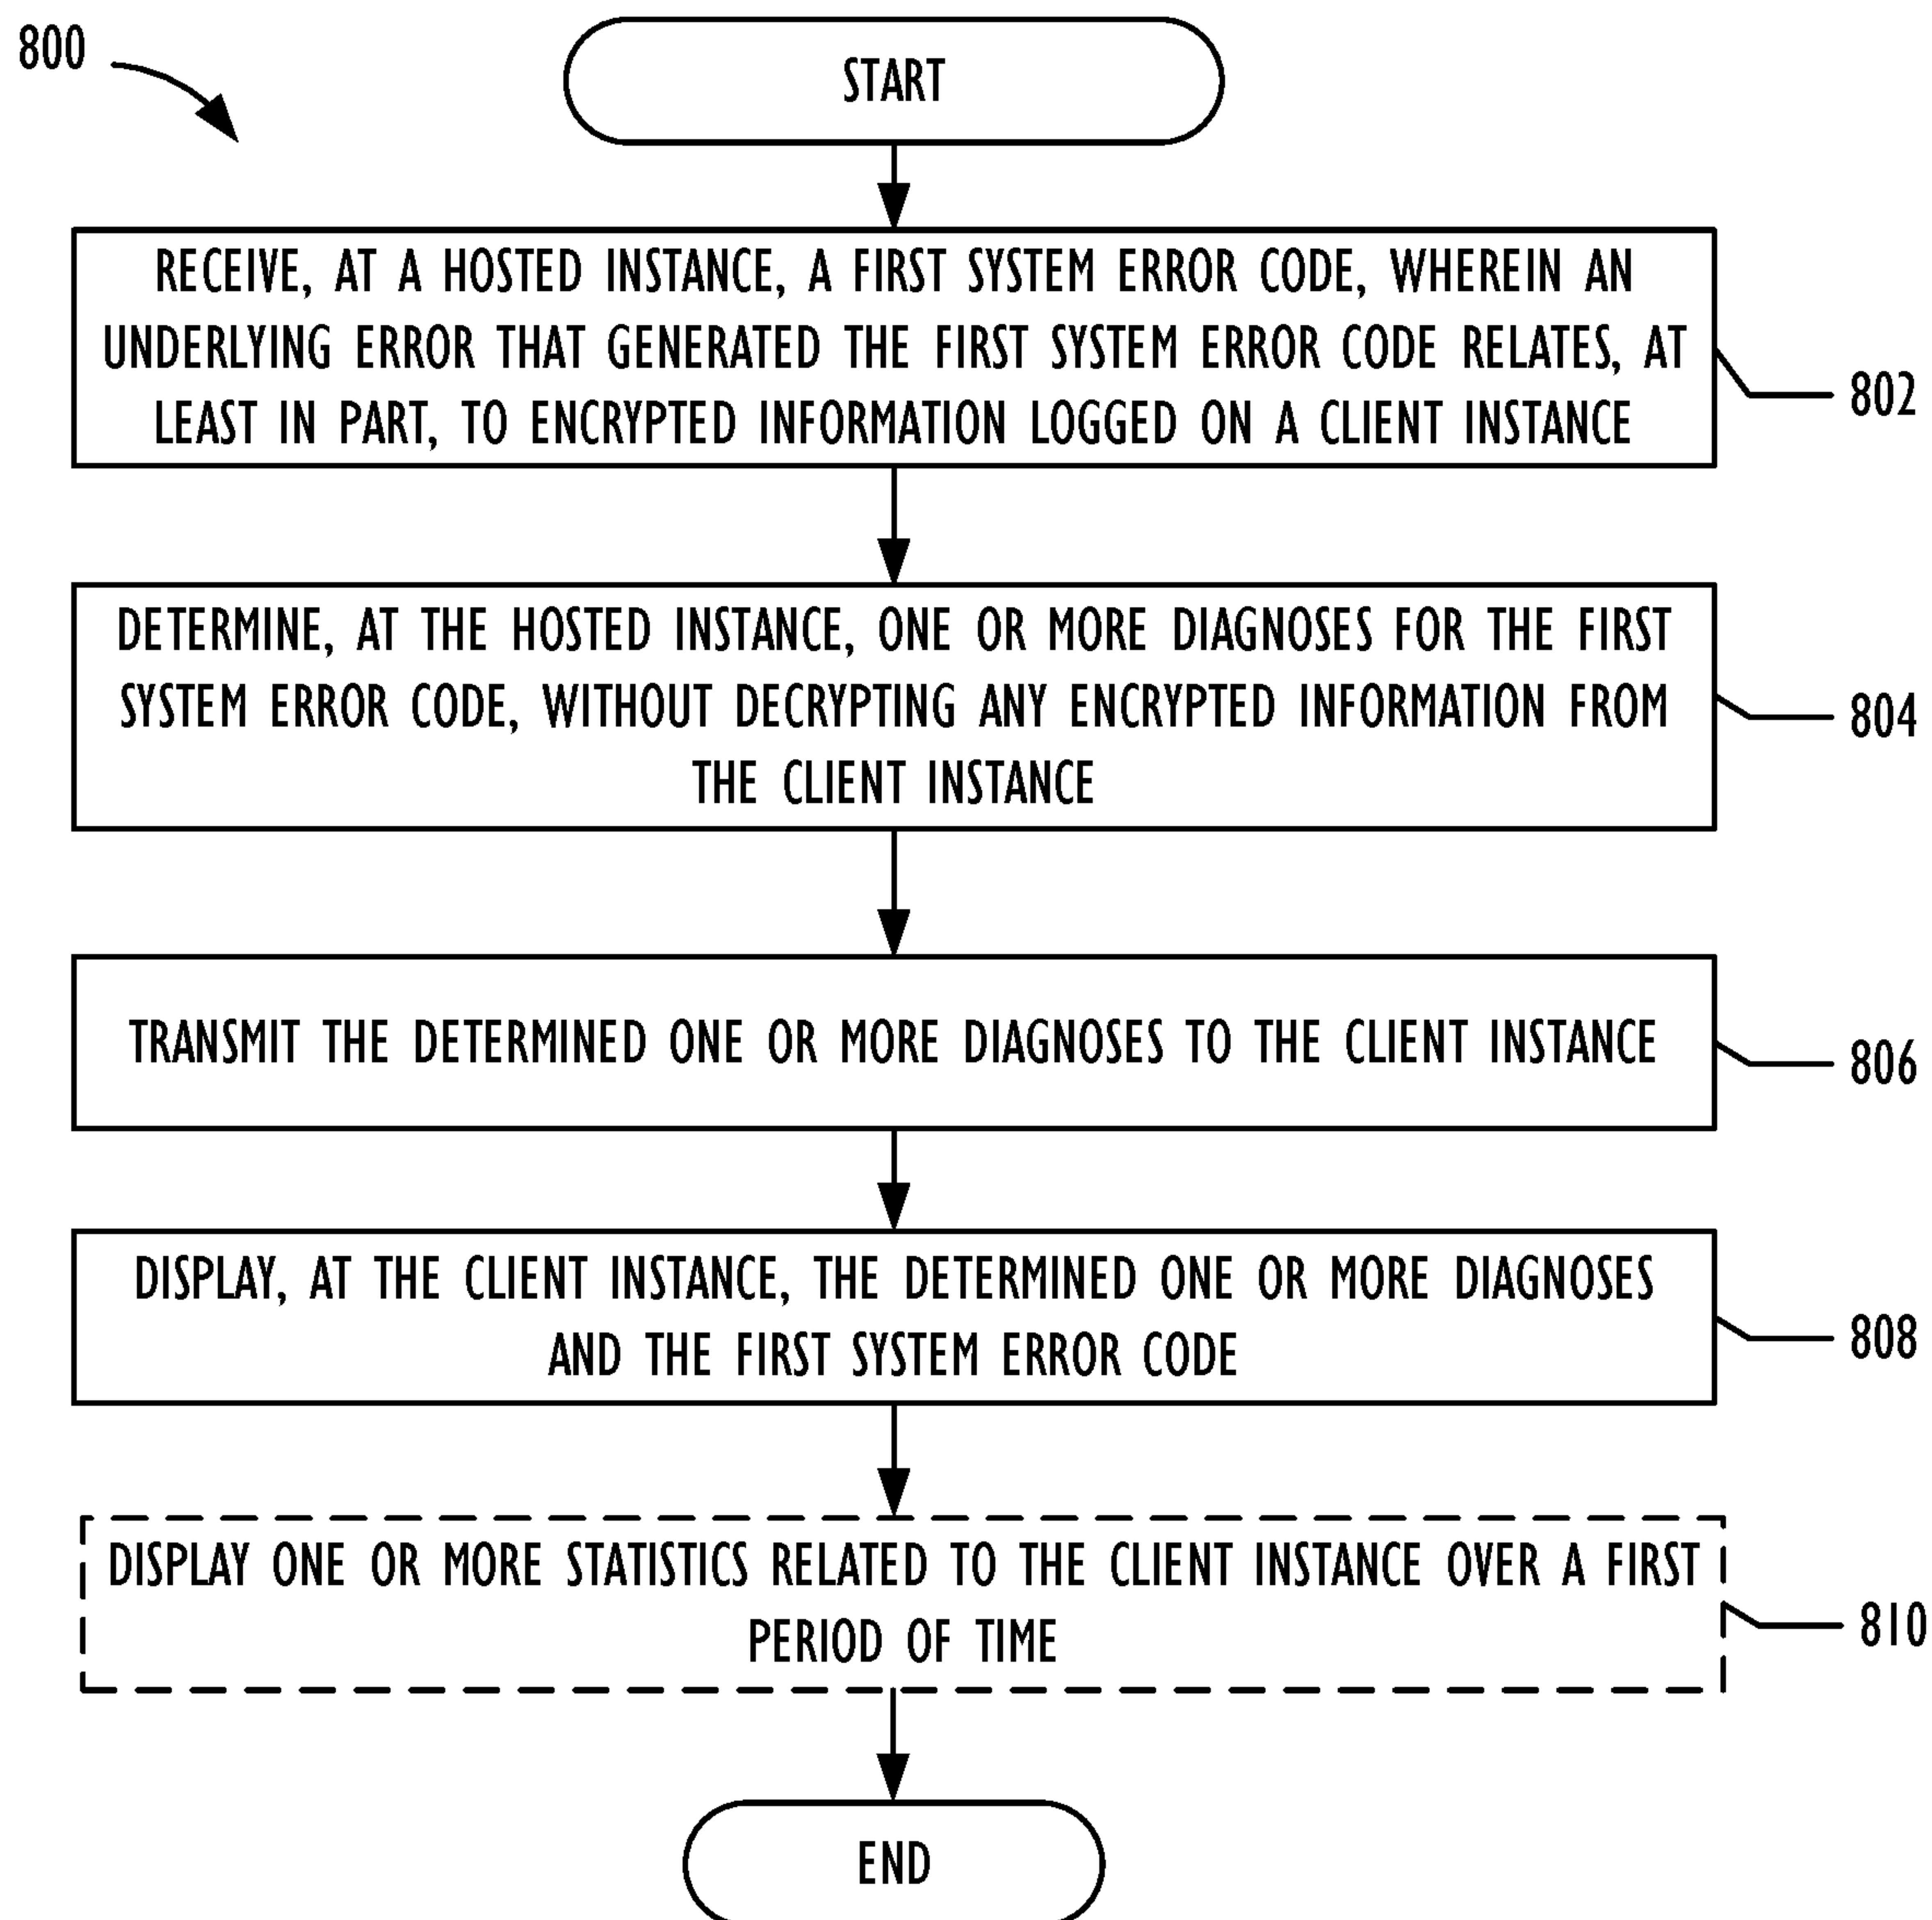 800
START
RECEIVE, AT A HOSTED INSTANCE, A FIRST SYSTEM ERROR CODE, WHEREIN AN
UNDERLYING ERROR THAT GENERATED THE FIRST SYSTEM ERROR CODE RELATES, AT
LEAST IN PART, TO ENCRYPTED INFORMATION LOGGED ON A CLIENT INSTANCE
802
DETERMINE, AT THE HOSTED INSTANCE, ONE OR MORE DIAGNOSES FOR THE FIRST
SYSTEM ERROR CODE, WITHOUT DECRYPTING ANY ENCRYPTED INFORMATION FROM
THE CLIENT INSTANCE
804
TRANSMIT THE DETERMINED ONE OR MORE DIAGNOSES TO THE CLIENT INSTANCE
806
DISPLAY, AT THE CLIENT INSTANCE, THE DETERMINED ONE OR MORE DIAGNOSES
AND THE FIRST SYSTEM ERROR CODE
808
DISPLAY ONE OR MORE STATISTICS RELATED TO THE CLIENT INSTANCE OVER A FIRST
PERIOD OF TIME
810
END